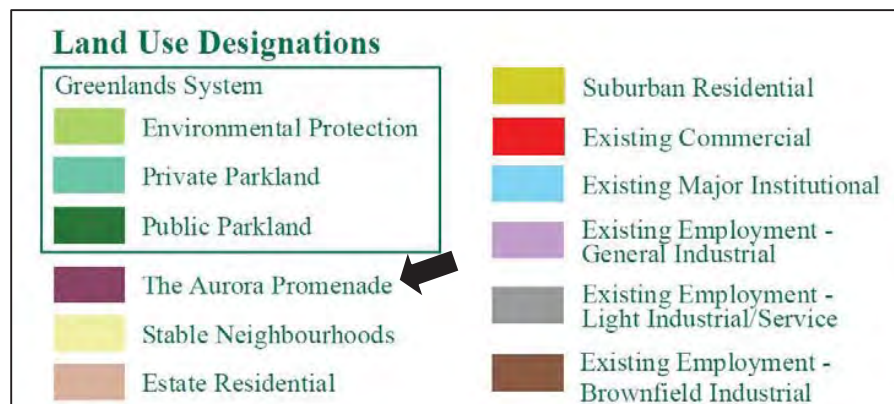 Land Use Designations
Greenlands System
Environmental Protection
Private Parkland
Public Parkland
The Aurora Promenade
Stable Neighbourhoods
Estate Residential
Suburban Residential
Existing Commercial
Existing Major Institutional
Existing Employment -
General Industrial
Existing Employment -
Light Industrial/Service
Existing Employment -
Brownfield Industrial